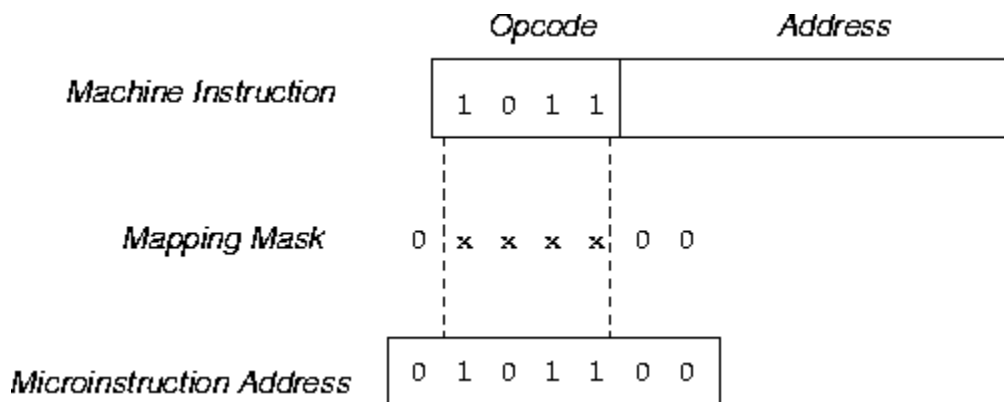 Opcode Address
Machine Instruction 1 0 1 1
Mapping Mask 0 x x x x 0 0
Microinstruction Address 0 1 0 1 1 0 0